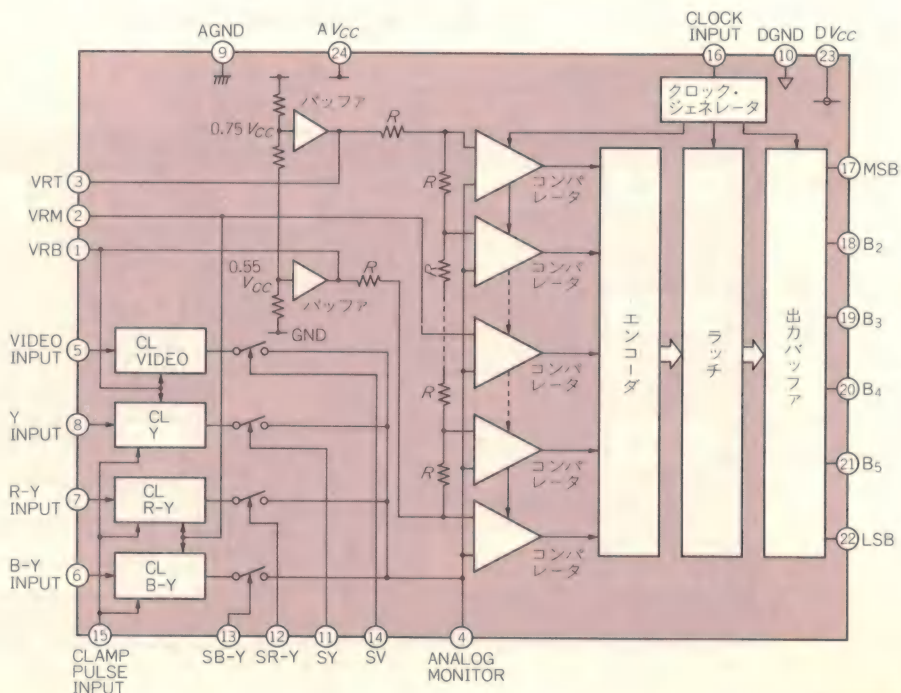 AGND
9
A VCC
24
CLOCK
INPUT
16
DGND
10
D VCC
23
バッファ
0.75 VCC
R
クロック・
ジェネレータ
VRT 3
VRM 2
VRB 1
R
R
R
R
0.55
VCC
R
バッファ
GND
コンパ
レータ
コンパ
レータ
コンパ
レータ
コンパ
レータ
コンパ
レータ
エンコーダ
ラッチ
出力バッファ
17 MSB
18 B2
19 B3
20 B4
21 B5
22 LSB
VIDEO
INPUT
5
CL
VIDEO
Y
INPUT
8
CL
Y
R-Y
INPUT
7
CL
R-Y
B-Y
INPUT
6
CL
B-Y
15
CLAMP
PULSE
INPUT
13
SB-Y
12
SR-Y
11
SY
14
SV
4
ANALOG
MONITOR